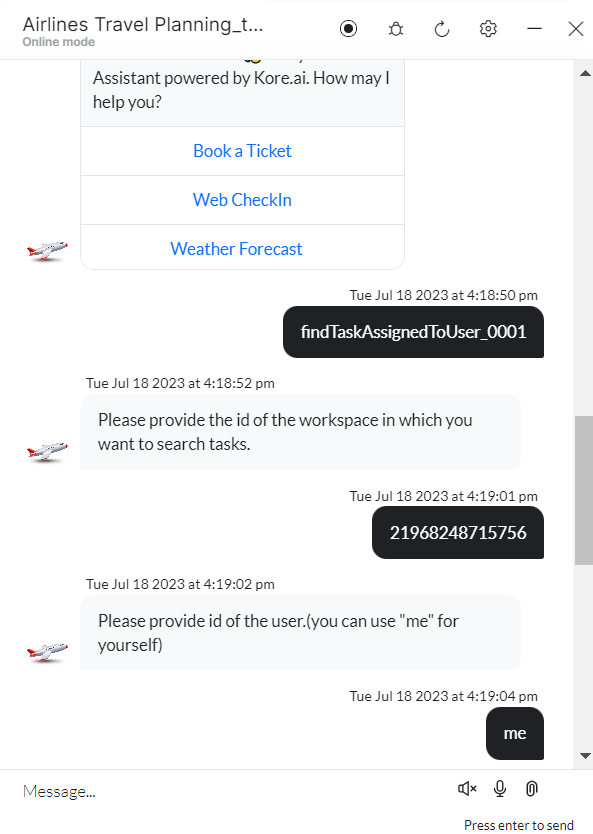 Airlines Travel Planning_t...
Online mode
Assistant powered by Kore.ai. How may I
help you?
Book a Ticket
Web CheckIn
Weather Forecast
Tue Jul 18 2023 at 4:18:50 pm
findTaskAssignedToUser_0001
Tue Jul 18 2023 at 4:18:52 pm
Please provide the id of the workspace in which you
want to search tasks.
Tue Jul 18 2023 at 4:19:01 pm
21968248715756
Tue Jul 18 2023 at 4:19:02 pm
Please provide id of the user.(you can use "me" for
yourself)
Tue Jul 18 2023 at 4:19:04 pm
me
Message...
Press enter to send